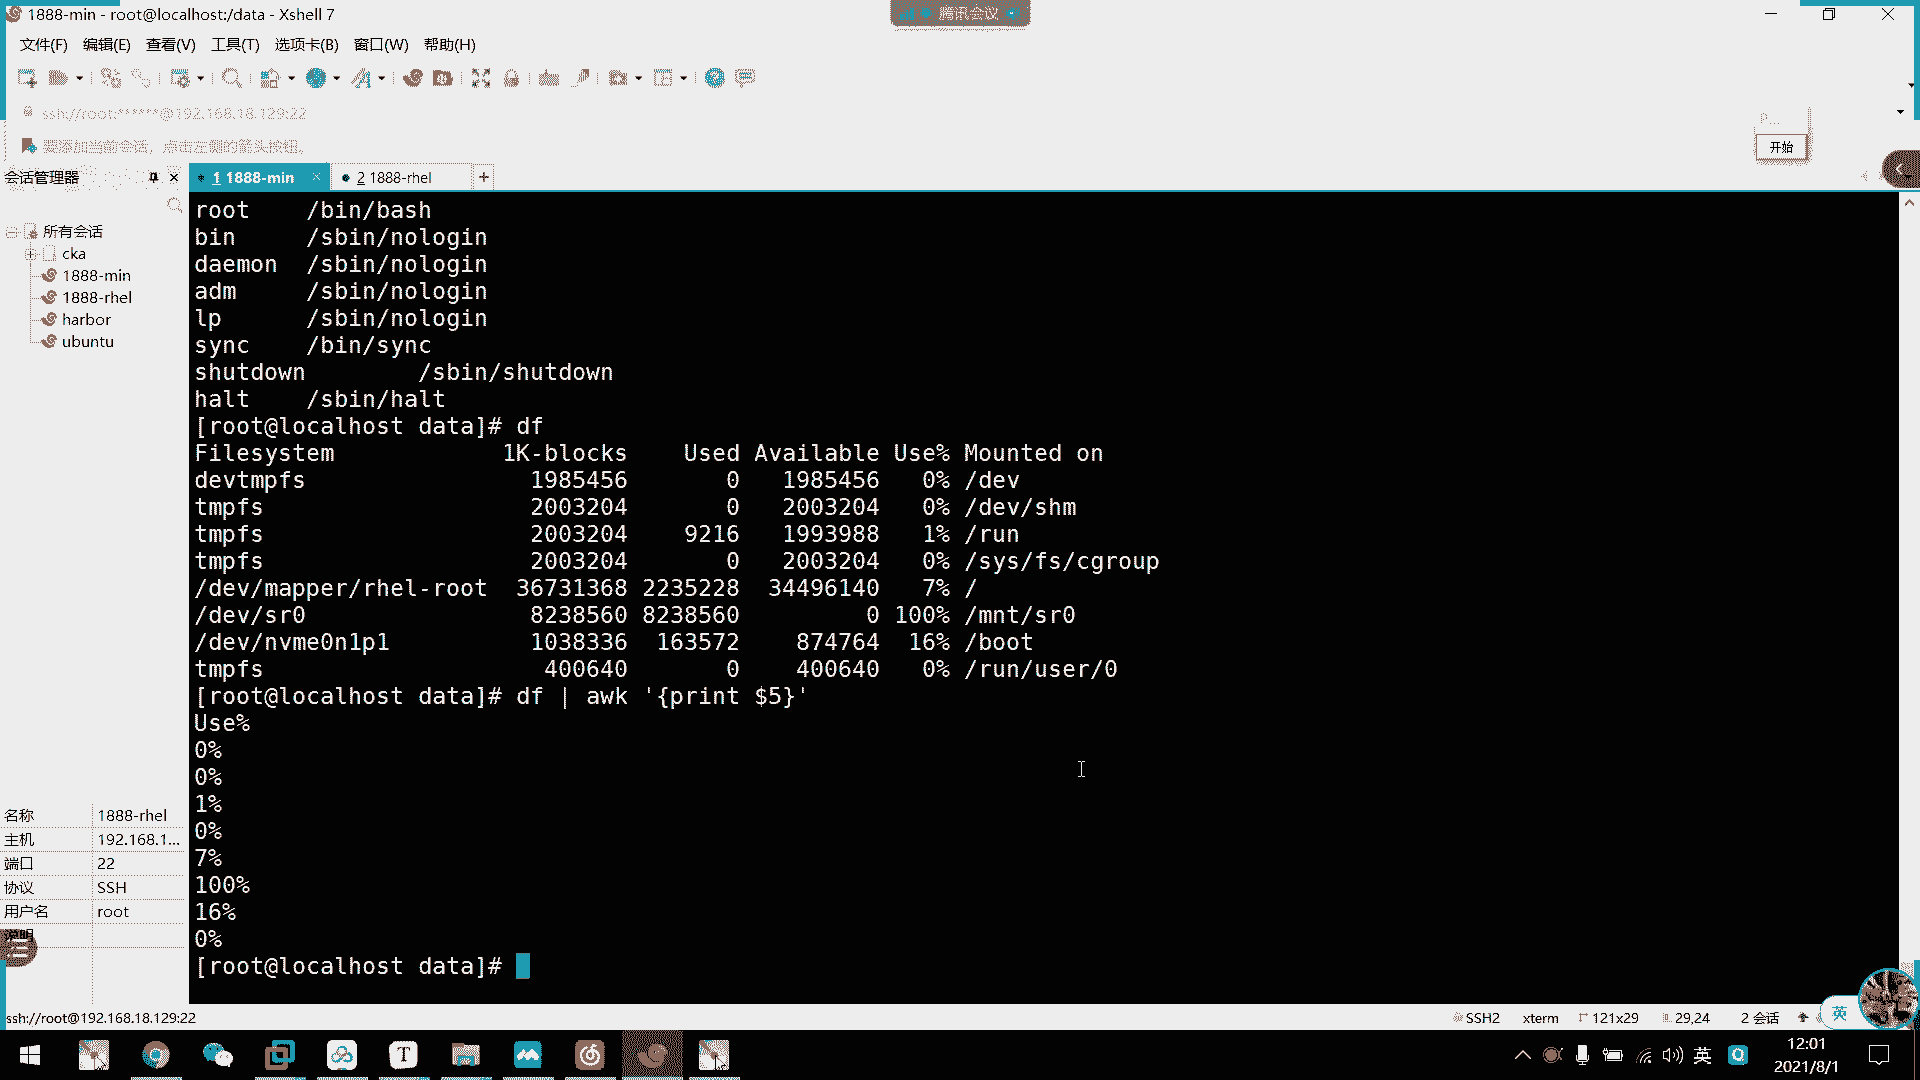 1888-min - root@localhost:/data - Xshell 7
腾讯会议
文件(F) 编辑(E) 查看(V) 工具(T) 选项卡(B) 窗口(W) 帮助(H)
ssh://root:******@192.168.18.129:22
要添加当前会话，点击左侧的箭头按钮。
P...
开始
会话管理器
1 1888-min
2 1888-rhel
所有会话
cka
1888-min
1888-rhel
harbor
ubuntu
root    /bin/bash
bin     /sbin/nologin
daemon  /sbin/nologin
adm     /sbin/nologin
lp      /sbin/nologin
sync    /bin/sync
shutdown        /sbin/shutdown
halt    /sbin/halt
[root@localhost data]# df
Filesystem            1K-blocks    Used Available Use% Mounted on
devtmpfs                1985456       0   1985456   0% /dev
tmpfs                   2003204       0   2003204   0% /dev/shm
tmpfs                   2003204    9216   1993988   1% /run
tmpfs                   2003204       0   2003204   0% /sys/fs/cgroup
/dev/mapper/rhel-root  36731368 2235228  34496140   7% /
/dev/sr0                8238560 8238560         0 100% /mnt/sr0
/dev/nvme0n1p1          1038336  163572    874764  16% /boot
tmpfs                    400640       0    400640   0% /run/user/0
[root@localhost data]# df | awk '{print $5}'
Use%
0%
0%
1%
0%
7%
100%
16%
0%
[root@localhost data]#
名称 1888-rhel
主机 192.168.1...
端口 22
协议 SSH
用户名 root
说明
ssh://root@192.168.18.129:22
SSH2 xterm 121x29 29,24 2 会话
英
T
英
12:01
2021/8/1